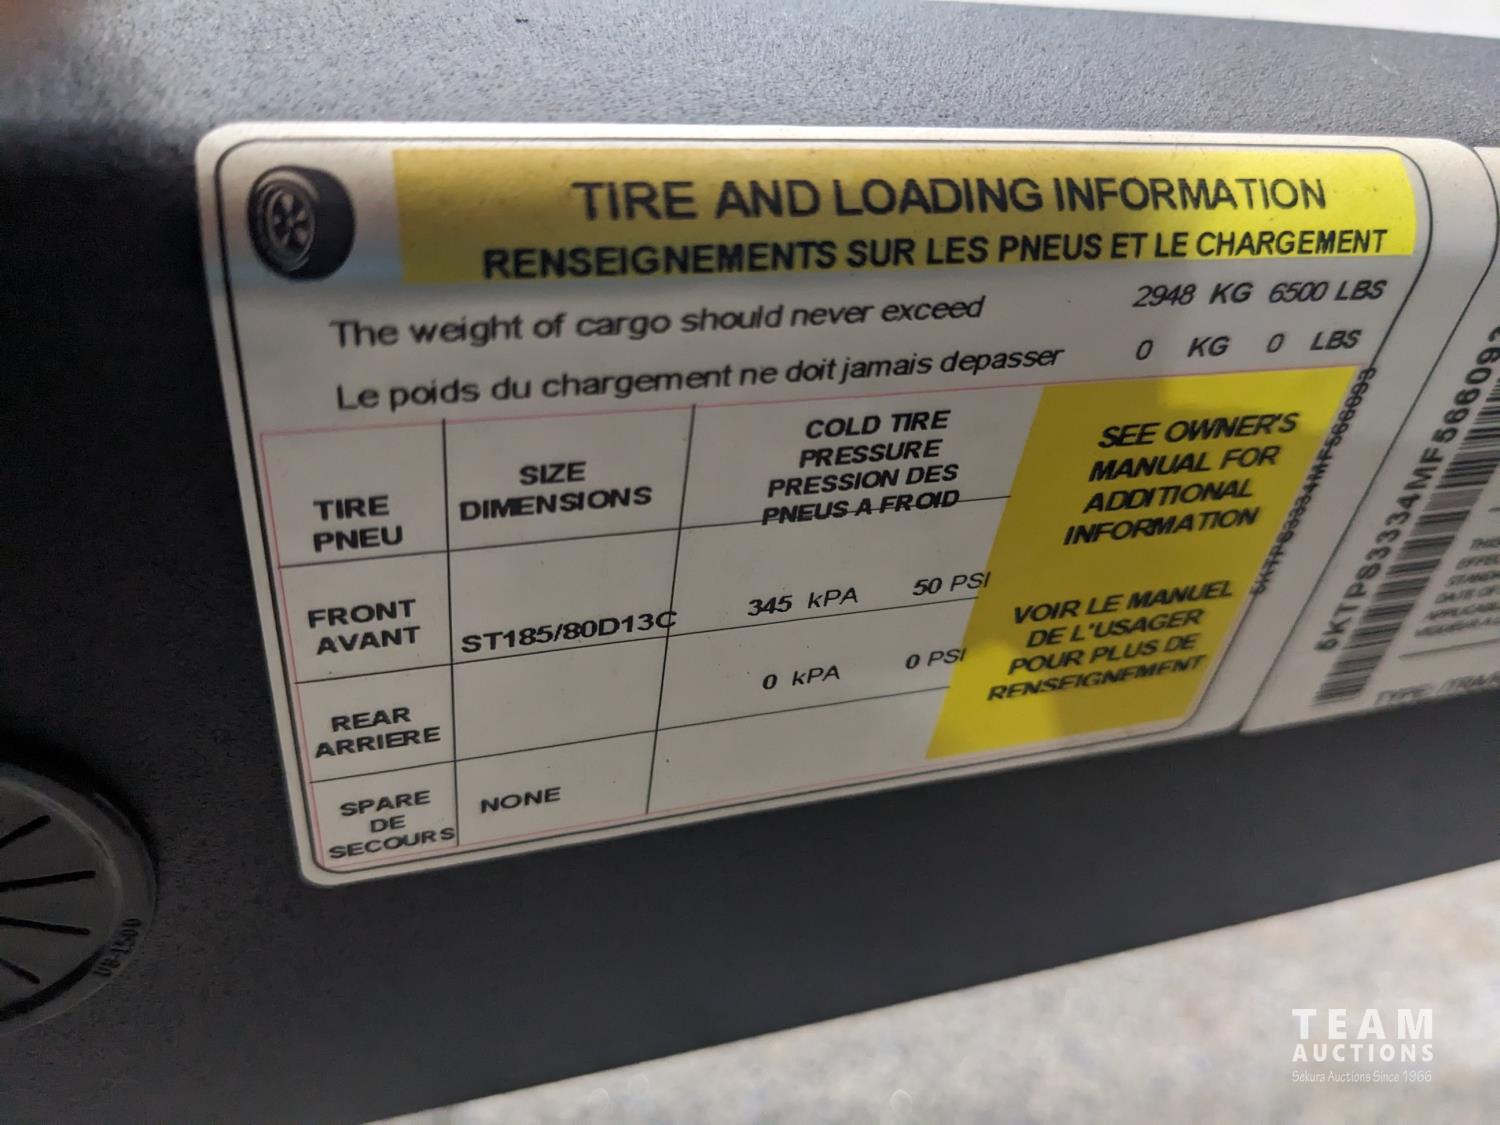 TIRE AND LOADING INFORMATION
RENSEIGNEMENTS SUR LES PNEUS ET LE CHARGEMENT
The weight of cargo should never exceed 2948 KG 6500 LBS
Le poids du chargement ne doit jamais depasser 0 KG 0 LBS
TIRE
PNEU
SIZE
DIMENSIONS
COLD TIRE
PRESSURE
PRESSION DES
PNEUS A FROID
SEE OWNER'S
MANUAL FOR
ADDITIONAL
INFORMATION
VOIR LE MANUEL
DE L'USAGER
POUR PLUS DE
RENSEIGNEMENT
FRONT
AVANT
ST185/80D13C
345 kPA 50 PSI
REAR
ARRIERE
0 kPA 0 PSI
SPARE
DE
SECOURS
NONE
5KTPS3334MF566093
5KTPS3334MF566093
UB-1500
TEAM
AUCTIONS
Sekura Auctions Since 1966